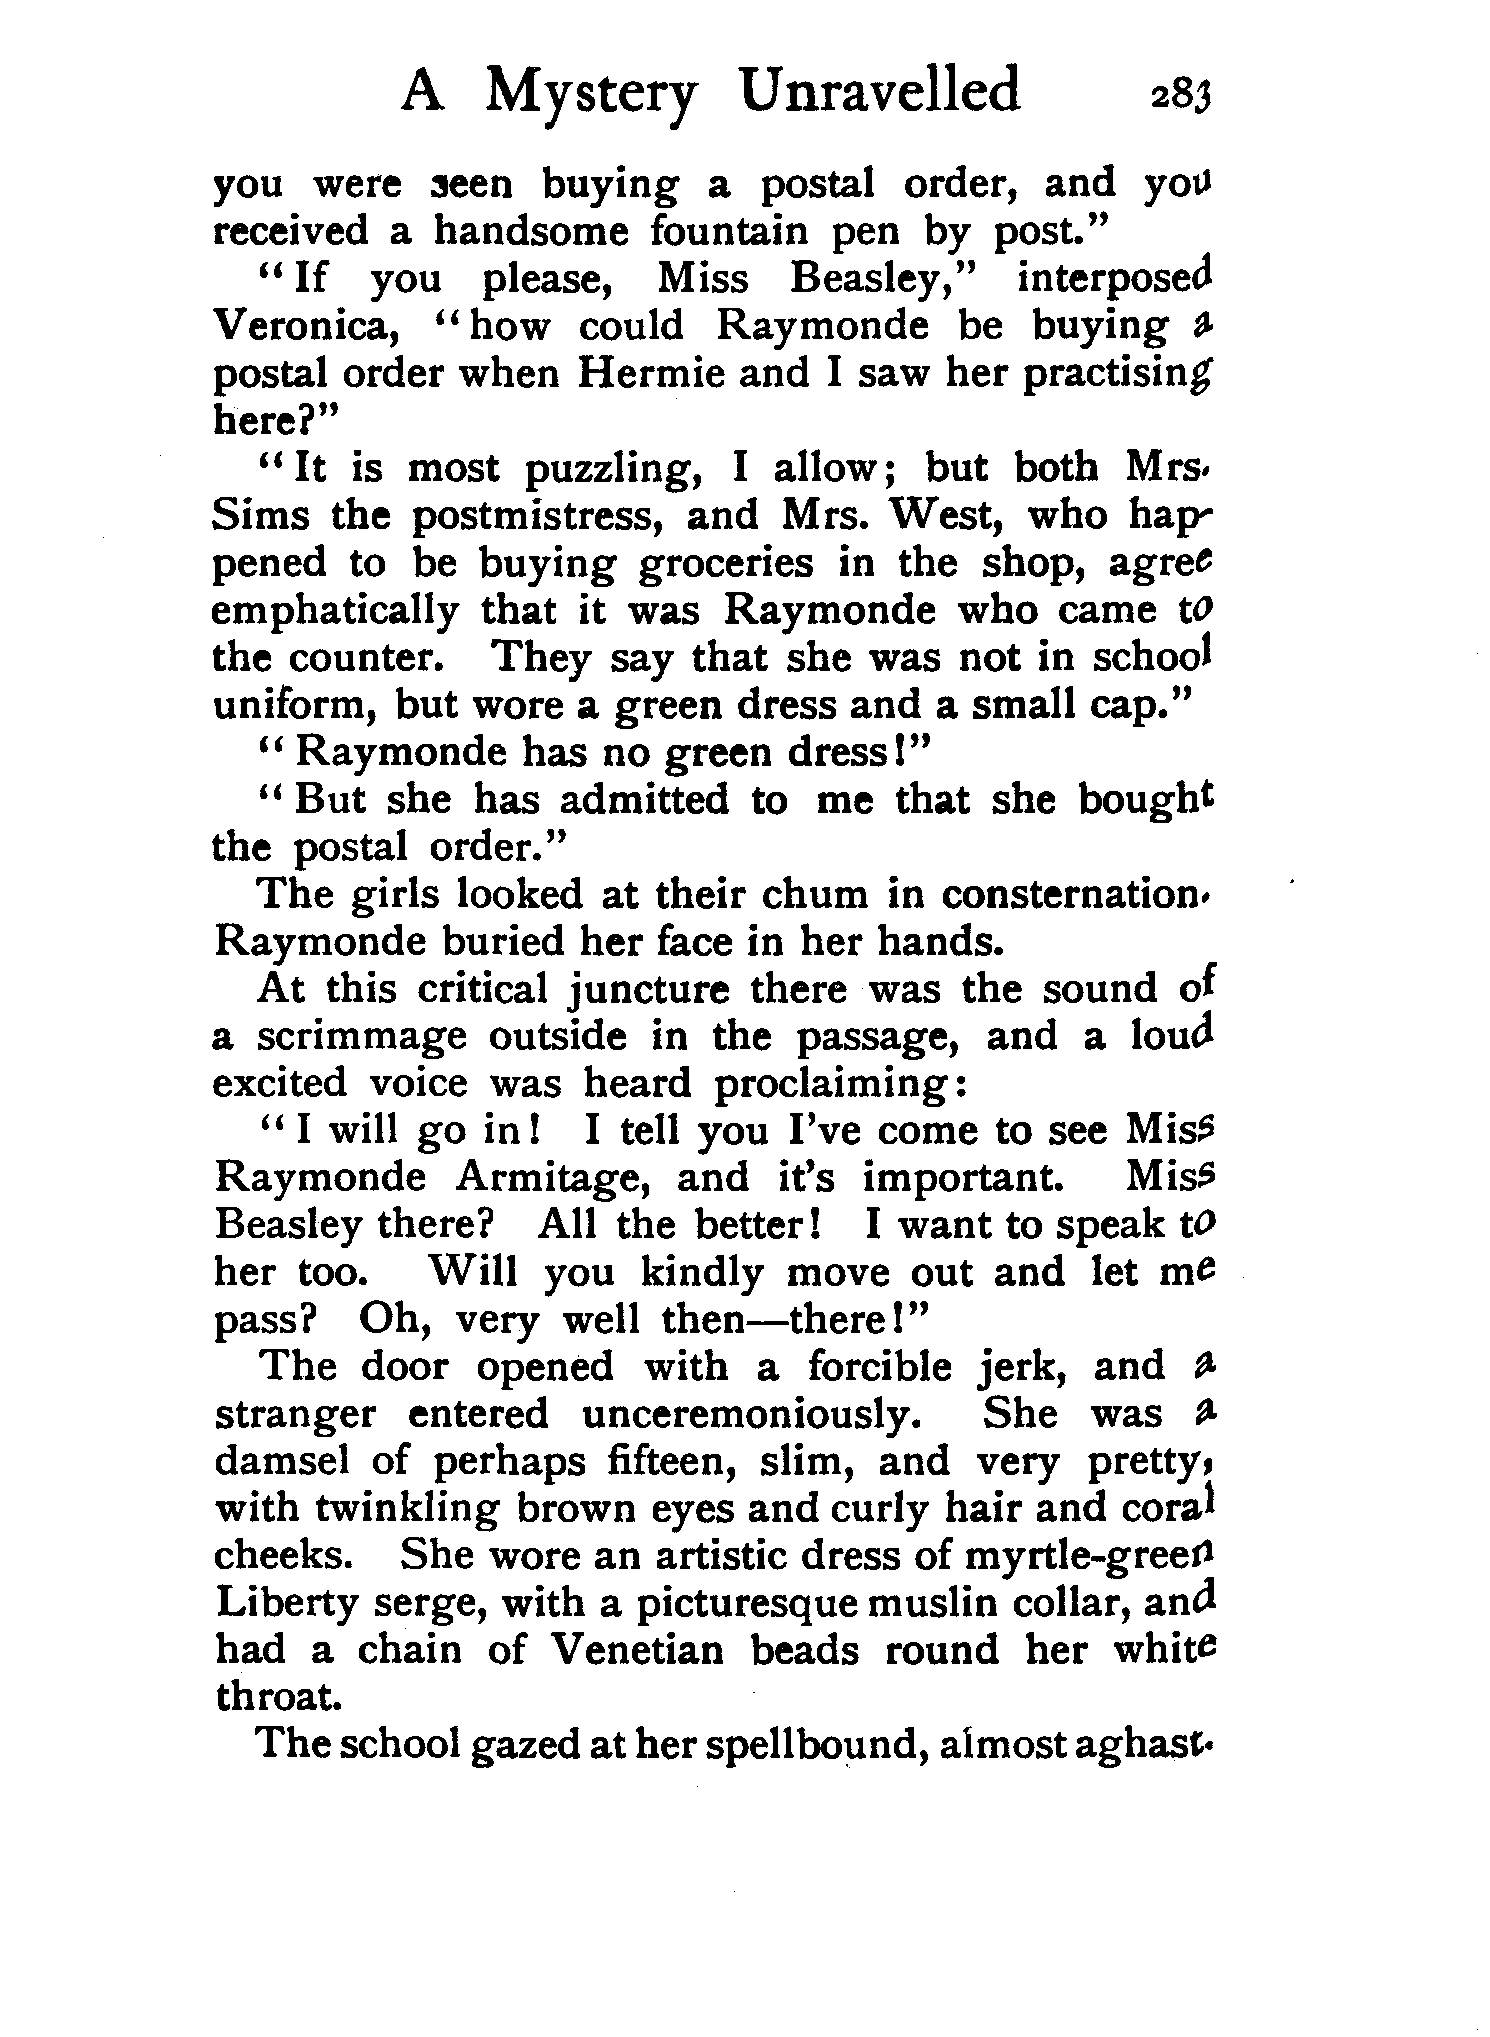 A Mystery Unravelled 283
you were seen buying a postal order, and you
received a handsome fountain pen by post."
"If you please, Miss Beasley," interposed
Veronica, "how could Raymonde be buying a
postal order when Hermie and I saw her practising
here?"
"It is most puzzling, I allow; but both Mrs.
Sims the postmistress, and Mrs. West, who hap-
pened to be buying groceries in the shop, agree
emphatically that it was Raymonde who came to
the counter. They say that she was not in school
uniform, but wore a green dress and a small cap."
"Raymonde has no green dress!"
"But she has admitted to me that she bought
the postal order."
The girls looked at their chum in consternation.
Raymonde buried her face in her hands.
At this critical juncture there was the sound of
a scrimmage outside in the passage, and a loud
excited voice was heard proclaiming:
"I will go in! I tell you I've come to see Miss
Raymonde Armitage, and it's important. Miss
Beasley there? All the better! I want to speak to
her too. Will you kindly move out and let me
pass? Oh, very well then—there!"
The door opened with a forcible jerk, and a
stranger entered unceremoniously. She was a
damsel of perhaps fifteen, slim, and very pretty,
with twinkling brown eyes and curly hair and coral
cheeks. She wore an artistic dress of myrtle-green
Liberty serge, with a picturesque muslin collar, and
had a chain of Venetian beads round her white
throat.
The school gazed at her spellbound, almost aghast.